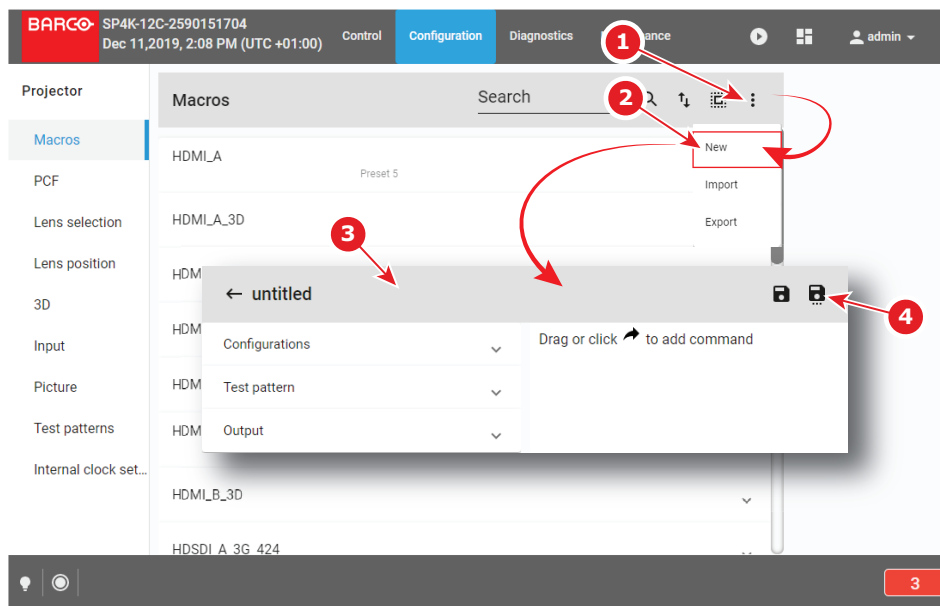 BARCO
SP4K-12C-2590151704
Dec 11,2019, 2:08 PM (UTC +01:00)
Control
Configuration
Diagnostics
1
admin
Projector
Macros
PCF
Lens selection
Lens position
3D
Input
Picture
Test patterns
Internal clock set...
Macros
Search
2
New
Import
Export
HDMI_A
Preset 5
HDMI_A_3D
3
HDM
untitled
4
HDM
Configurations
Drag or click to add command
HDM
Test pattern
HDM
Output
HDMI_B_3D
HDSDI_A_3G_424
3